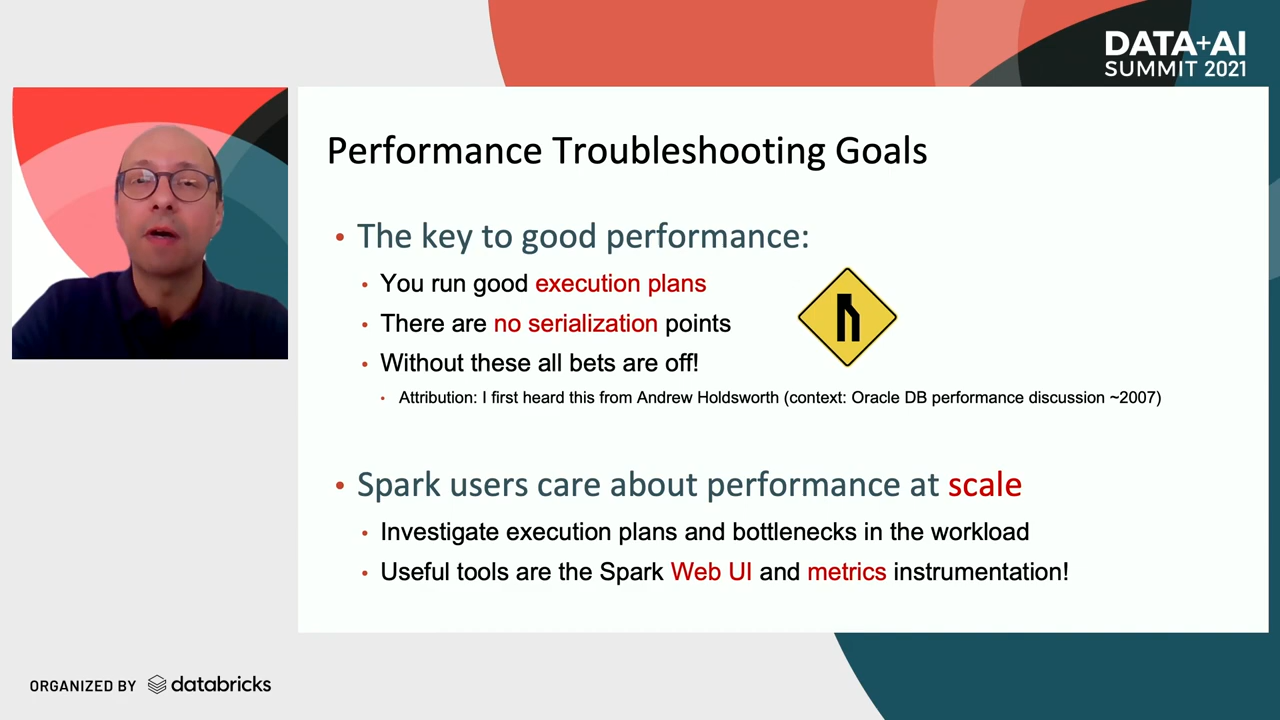 DATA+AI
SUMMIT 2021
Performance Troubleshooting Goals
• The key to good performance:
• You run good execution plans
• There are no serialization points
• Without these all bets are off!
• Attribution: I first heard this from Andrew Holdsworth (context: Oracle DB performance discussion ~2007)
• Spark users care about performance at scale
• Investigate execution plans and bottlenecks in the workload
• Useful tools are the Spark Web UI and metrics instrumentation!
ORGANIZED BY databricks